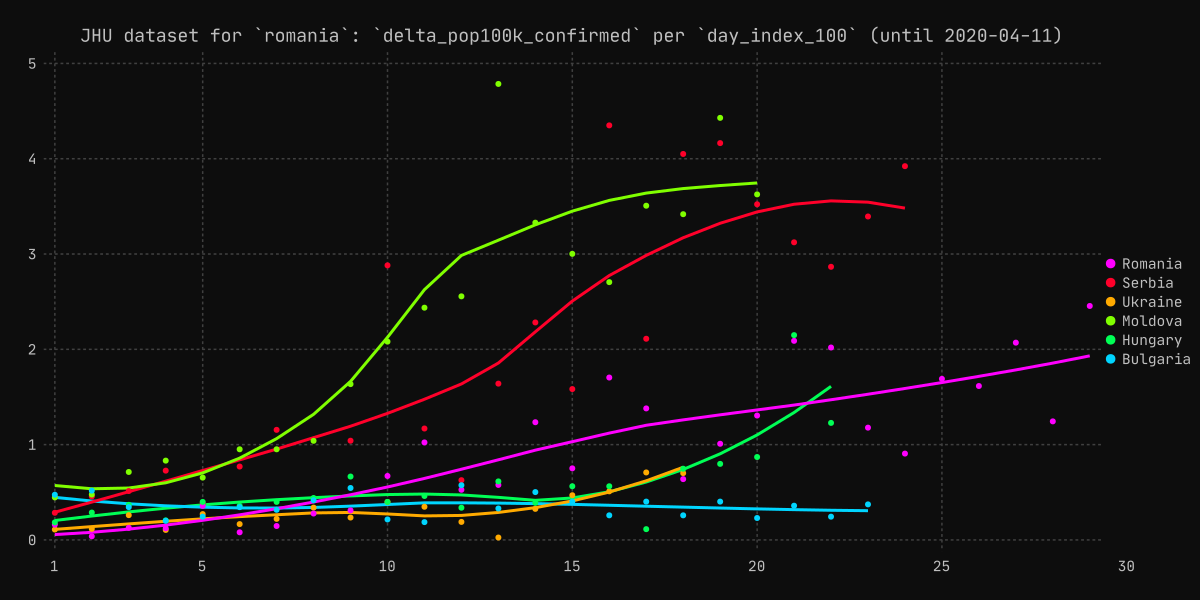 JHU dataset for `romania`: `delta_pop100k_confirmed` per `day_index_100` (until 2020-04-11)
5
4
3
2
1
0
1 5 10 15 20 25 30
Romania
Serbia
Ukraine
Moldova
Hungary
Bulgaria